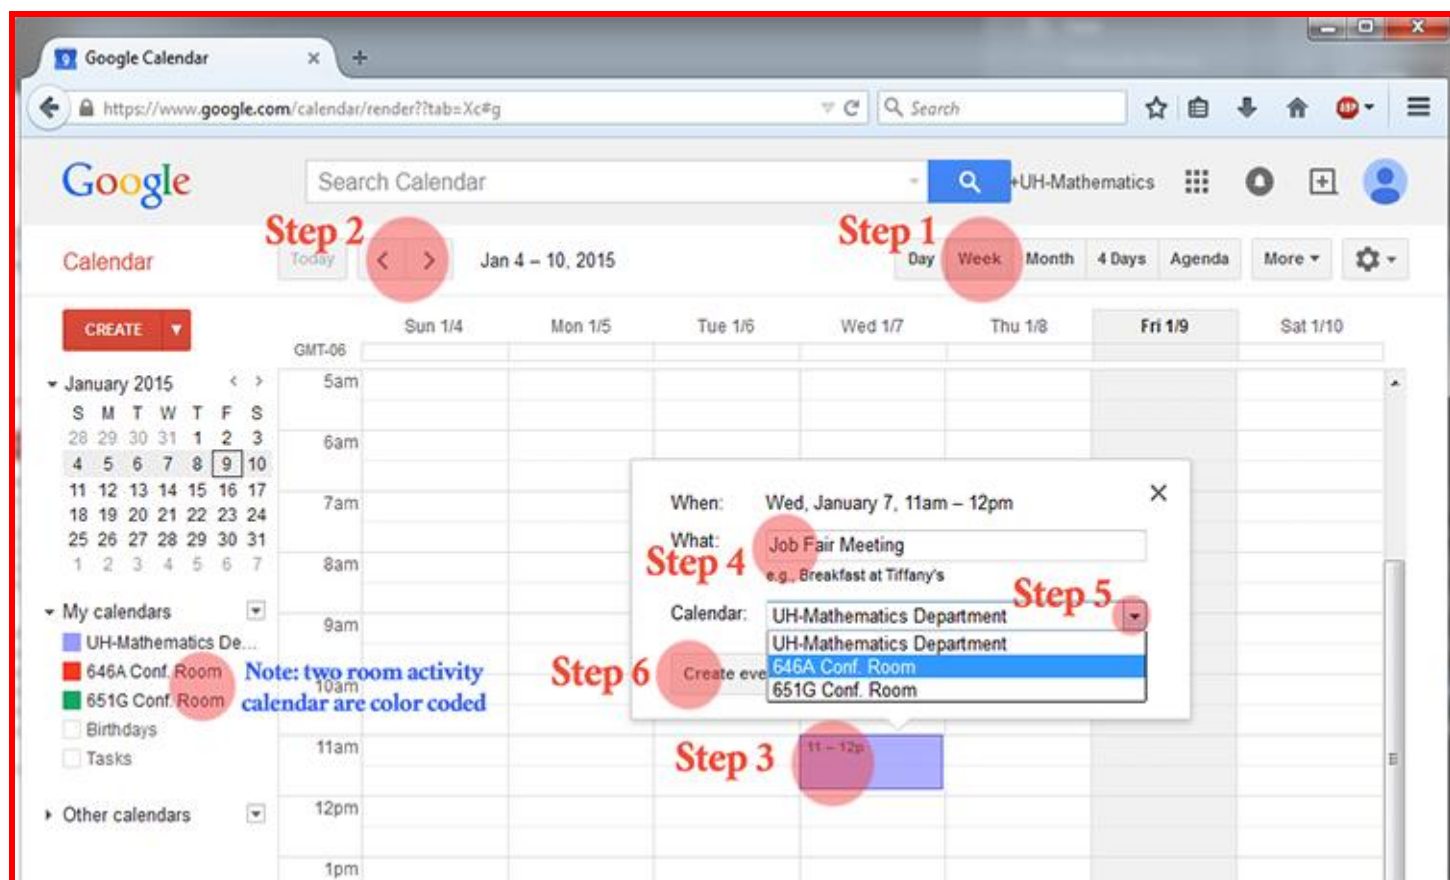 Google Calendar
https://www.google.com/calendar/render??tab=Xc#g
Search
ABP
Google
Search Calendar
+UH-Mathematics
Step 2
Step 1
Calendar
Today
Jan 4 – 10, 2015
Day Week Month 4 Days Agenda More
CREATE
Sun 1/4 Mon 1/5 Tue 1/6 Wed 1/7 Thu 1/8 Fri 1/9 Sat 1/10
GMT-06
January 2015
S M T W T F S
28 29 30 31 1 2 3
4 5 6 7 8 9 10
11 12 13 14 15 16 17
18 19 20 21 22 23 24
25 26 27 28 29 30 31
1 2 3 4 5 6 7
My calendars
UH-Mathematics De...
646A Conf. Room
651G Conf. Room
Birthdays
Tasks
Other calendars
Note: two room activity
calendar are color coded
5am
6am
7am
8am
9am
10am
11am
12pm
1pm
When: Wed, January 7, 11am – 12pm
What: Job Fair Meeting
Step 4
e.g., Breakfast at Tiffany's
Step 5
Calendar: UH-Mathematics Department
UH-Mathematics Department
646A Conf. Room
651G Conf. Room
Step 6
Create eve
Step 3
11 – 12p